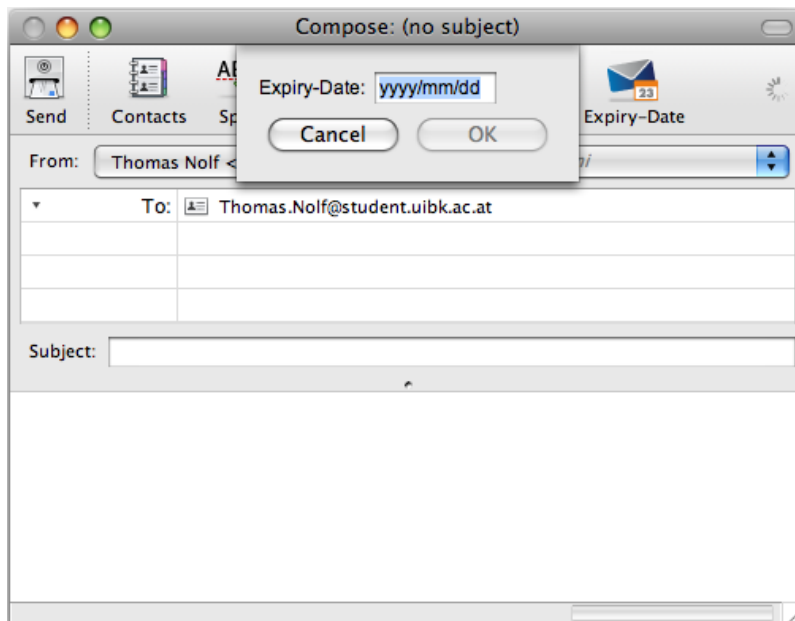 Compose: (no subject)
Expiry-Date: yyyy/mm/dd
Cancel OK
Send Contacts Expiry-Date
23
From: Thomas Nolf <
To: Thomas.Nolf@student.uibk.ac.at
Subject: